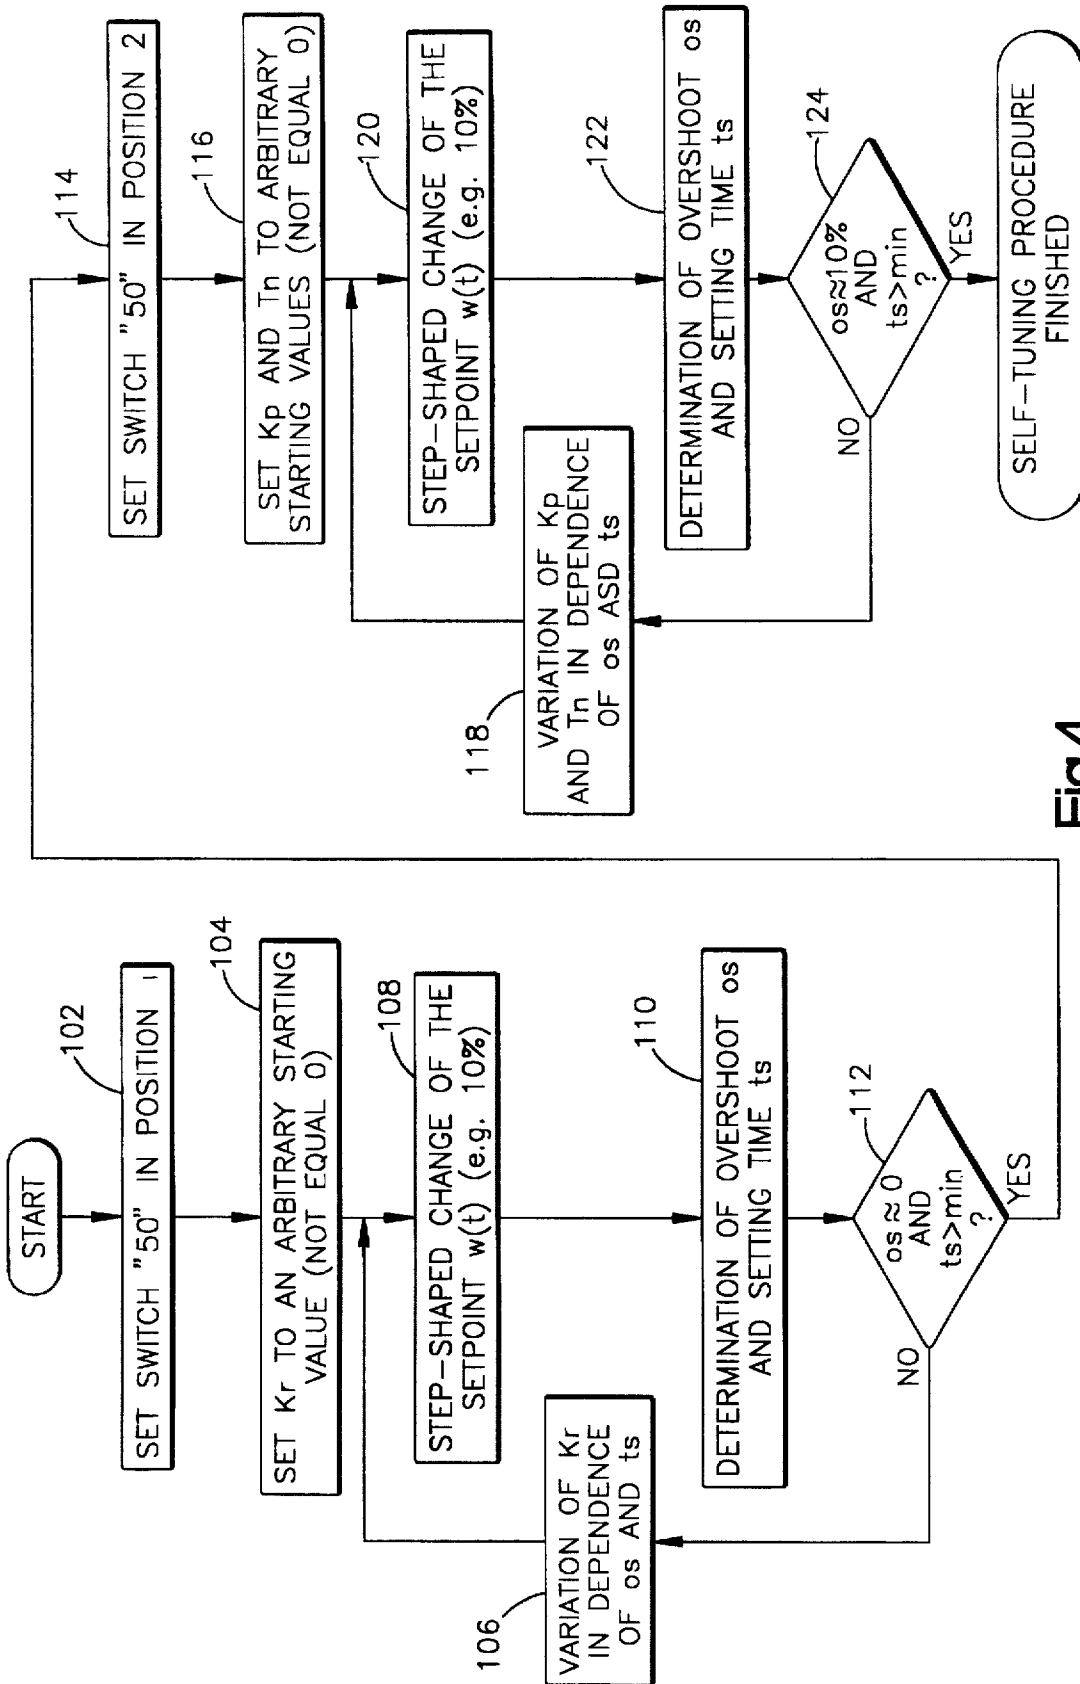 START
102
SET SWITCH "50" IN POSITION 1
104
SET Kr TO AN ARBITRARY STARTING
VALUE (NOT EQUAL 0)
106
VARIATION OF Kr
IN DEPENDENCE
OF os AND ts
108
STEP-SHAPED CHANGE OF THE
SETPOINT w(t) (e.g. 10%)
110
DETERMINATION OF OVERSHOOT os
AND SETTING TIME ts
112
os≈0
AND
ts>min
?
NO
YES
114
SET SWITCH "50" IN POSITION 2
116
SET Kp AND Tn TO ARBITRARY
STARTING VALUES (NOT EQUAL 0)
118
VARIATION OF Kp
AND Tn IN DEPENDENCE
OF os ASD ts
120
STEP-SHAPED CHANGE OF THE
SETPOINT w(t) (e.g. 10%)
122
DETERMINATION OF OVERSHOOT os
AND SETTING TIME ts
124
os≈10%
AND
ts>min
?
NO
YES
SELF-TUNING PROCEDURE
FINISHED
Fig.4